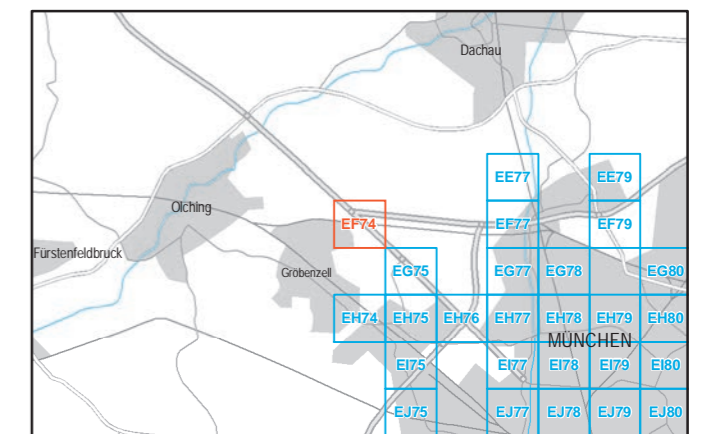 Dachau
EE77 EE79
Olching
EF74 EF77 EF79
Fürstenfeldbruck
Gröbenzell
EG75 EG77 EG78 EG80
EH74 EH75 EH76 EH77 EH78 EH79 EH80
MÜNCHEN
EI75 EI77 EI78 EI79 EI80
EJ75 EJ77 EJ78 EJ79 EJ80